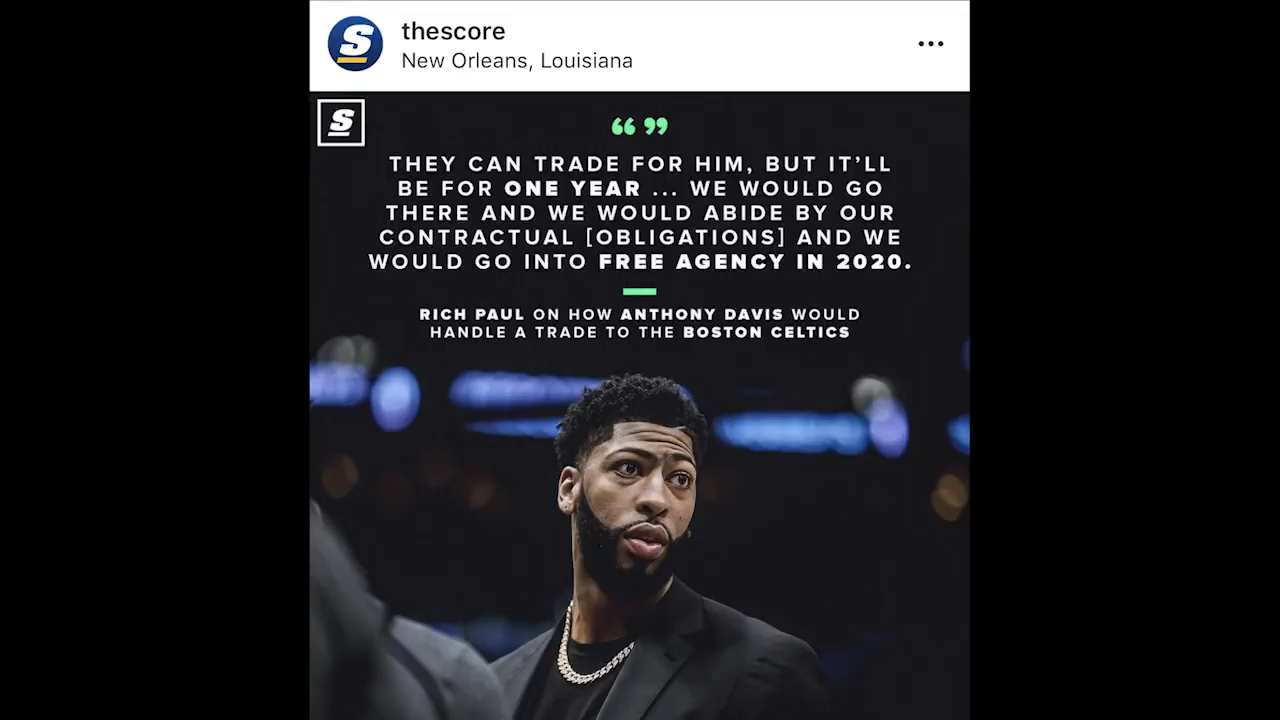 thescore
New Orleans, Louisiana
S
S
“ ”
THEY CAN TRADE FOR HIM, BUT IT’LL
BE FOR ONE YEAR ... WE WOULD GO
THERE AND WE WOULD ABIDE BY OUR
CONTRACTUAL [OBLIGATIONS] AND WE
WOULD GO INTO FREE AGENCY IN 2020.
RICH PAUL ON HOW ANTHONY DAVIS WOULD
HANDLE A TRADE TO THE BOSTON CELTICS